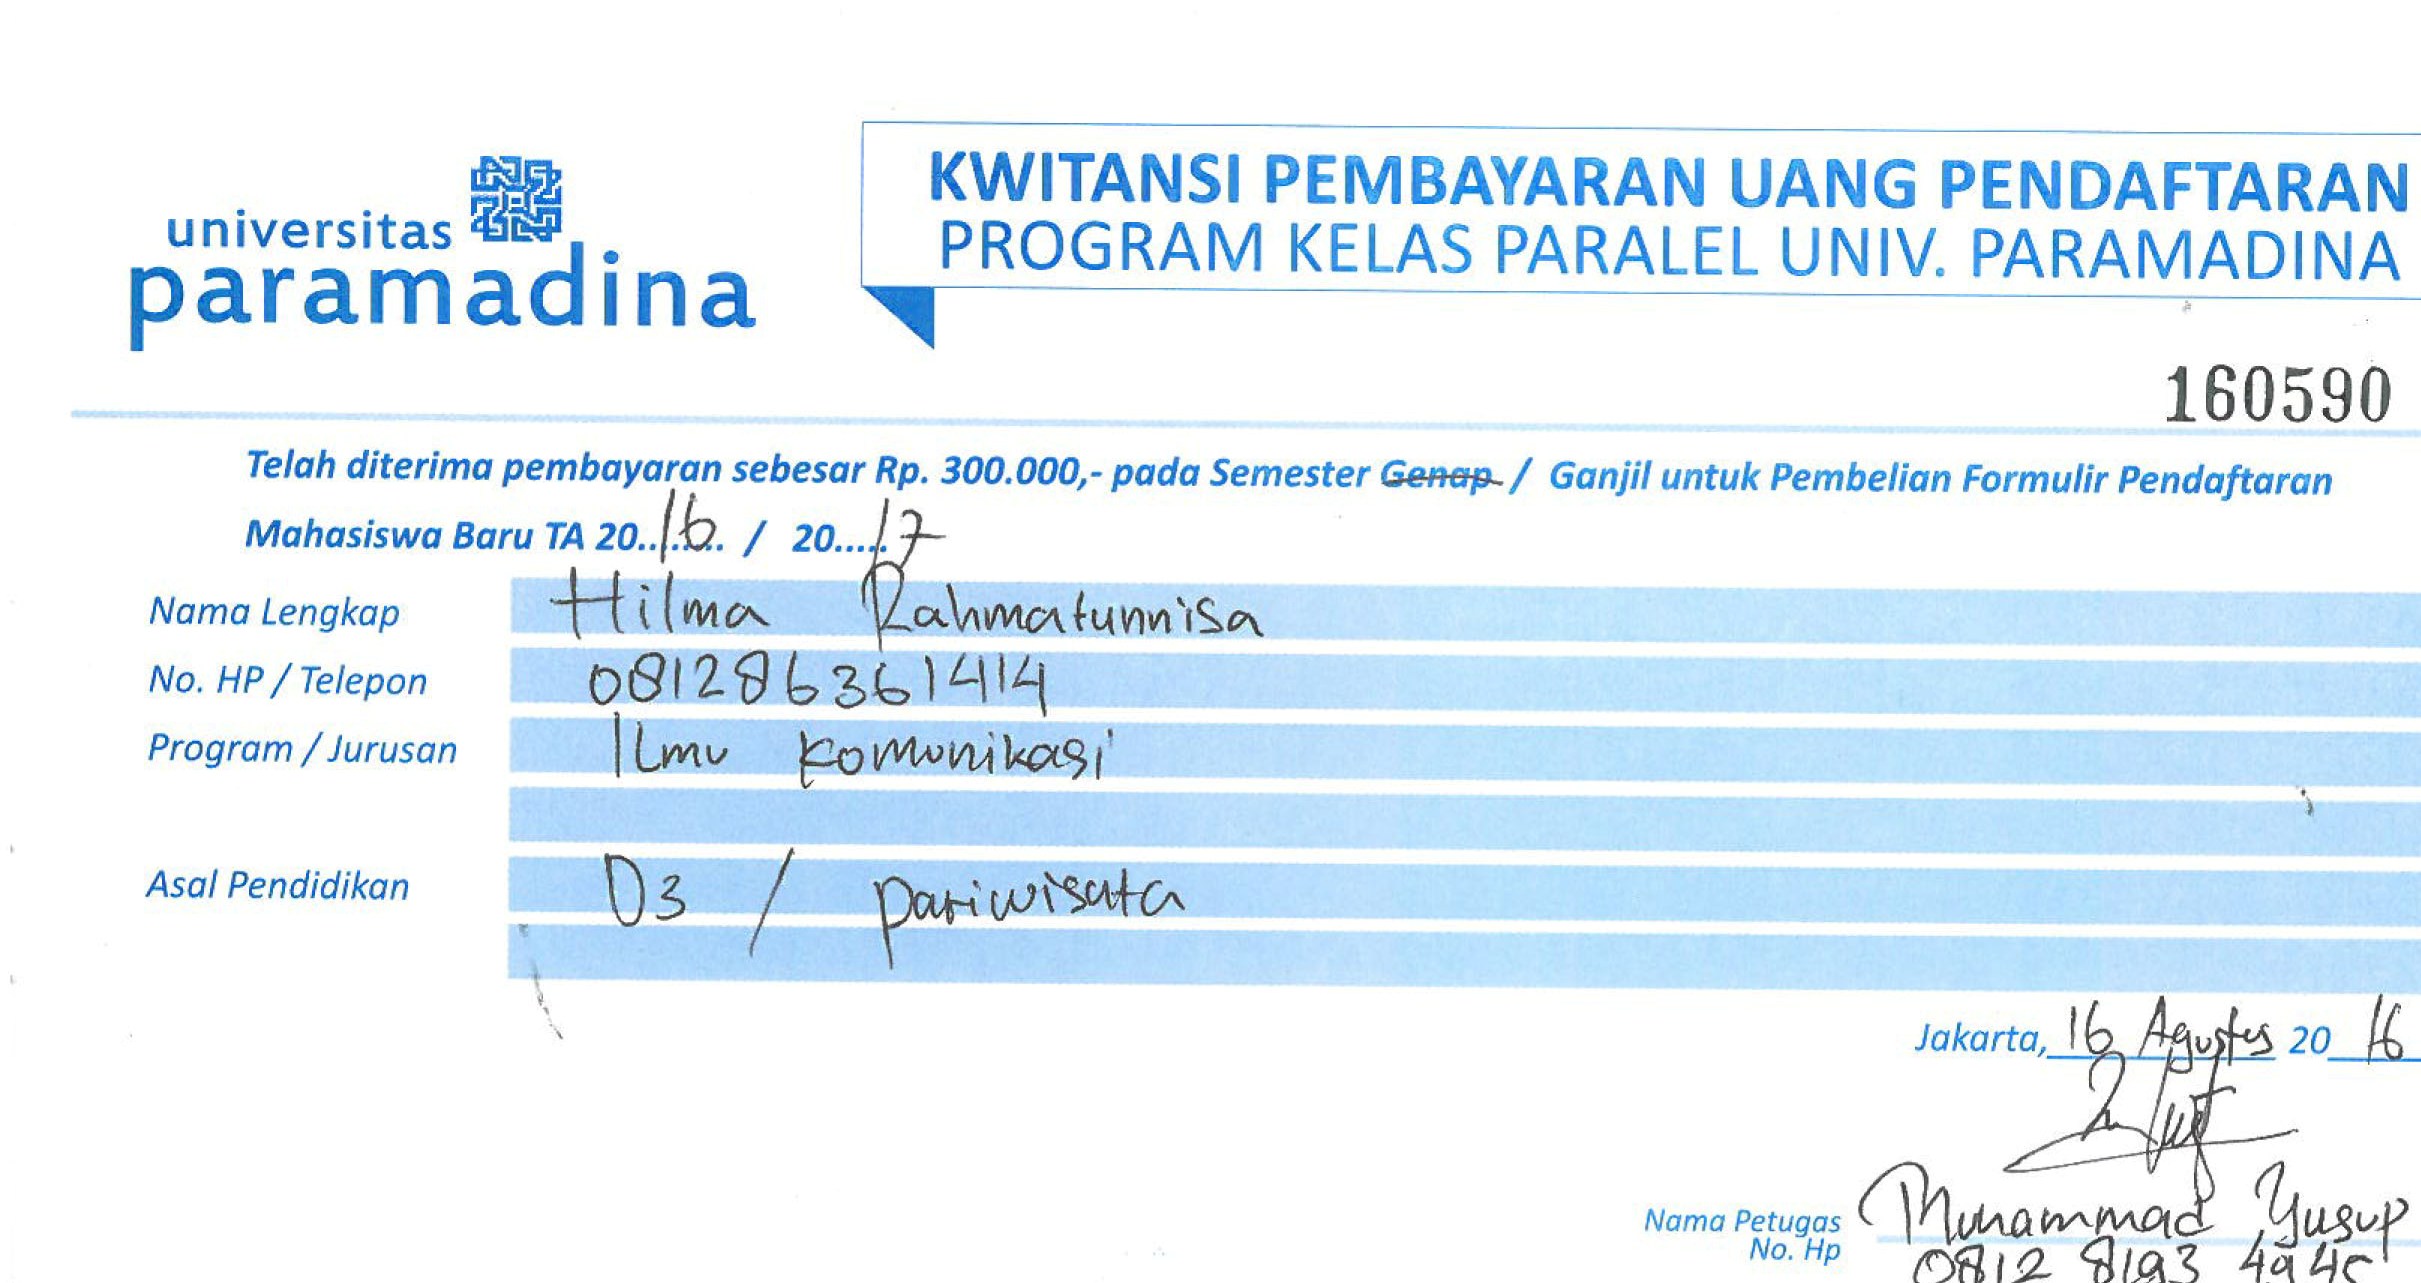 universitas
paramadina
KWITANSI PEMBAYARAN UANG PENDAFTARAN
PROGRAM KELAS PARALEL UNIV. PARAMADINA
160590
Telah diterima pembayaran sebesar Rp. 300.000,- pada Semester Genap / Ganjil untuk Pembelian Formulir Pendaftaran
Mahasiswa Baru TA 20..16.. / 20.....17
Nama Lengkap Hilma Rahmatunnisa
No. HP / Telepon 081286361414
Program / Jurusan Ilmu Komunikasi
Asal Pendidikan D3 / pariwisata
Jakarta, 16 Agustus 20 16
Nama Petugas Muhammad Yusup
No. Hp 0812 8193